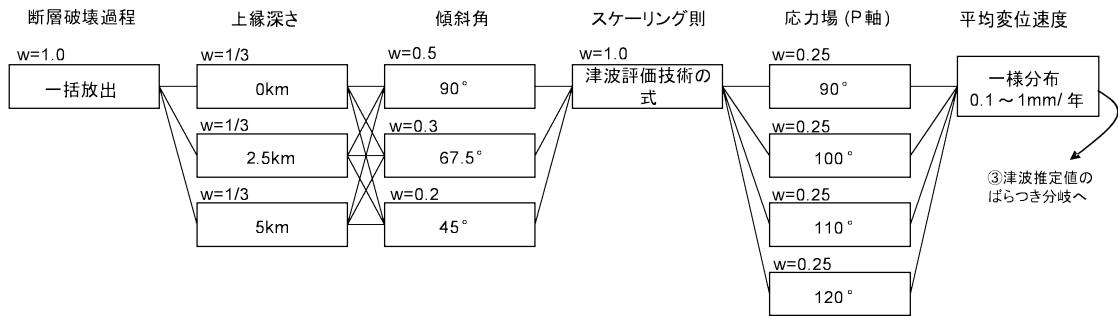 断層破壊過程
上縁深さ
傾斜角
スケーリング則
応力場(P軸)
平均変位速度
w=1.0
一括放出
w=1/3
0km
w=1/3
2.5km
w=1/3
5km
w=0.5
90°
w=0.3
67.5°
w=0.2
45°
w=1.0
津波評価技術の
式
w=0.25
90°
w=0.25
100°
w=0.25
110°
w=0.25
120°
一様分布
0.1～1mm/年
③津波推定値の
ばらつき分岐へ